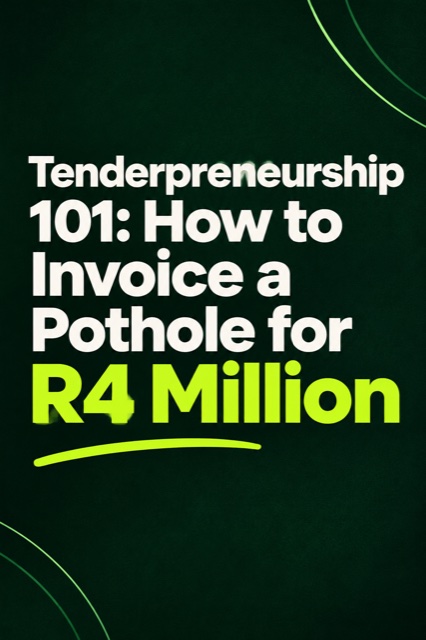 Tenderpreneurship
101: How to
Invoice a
Pothole for
R4 Million